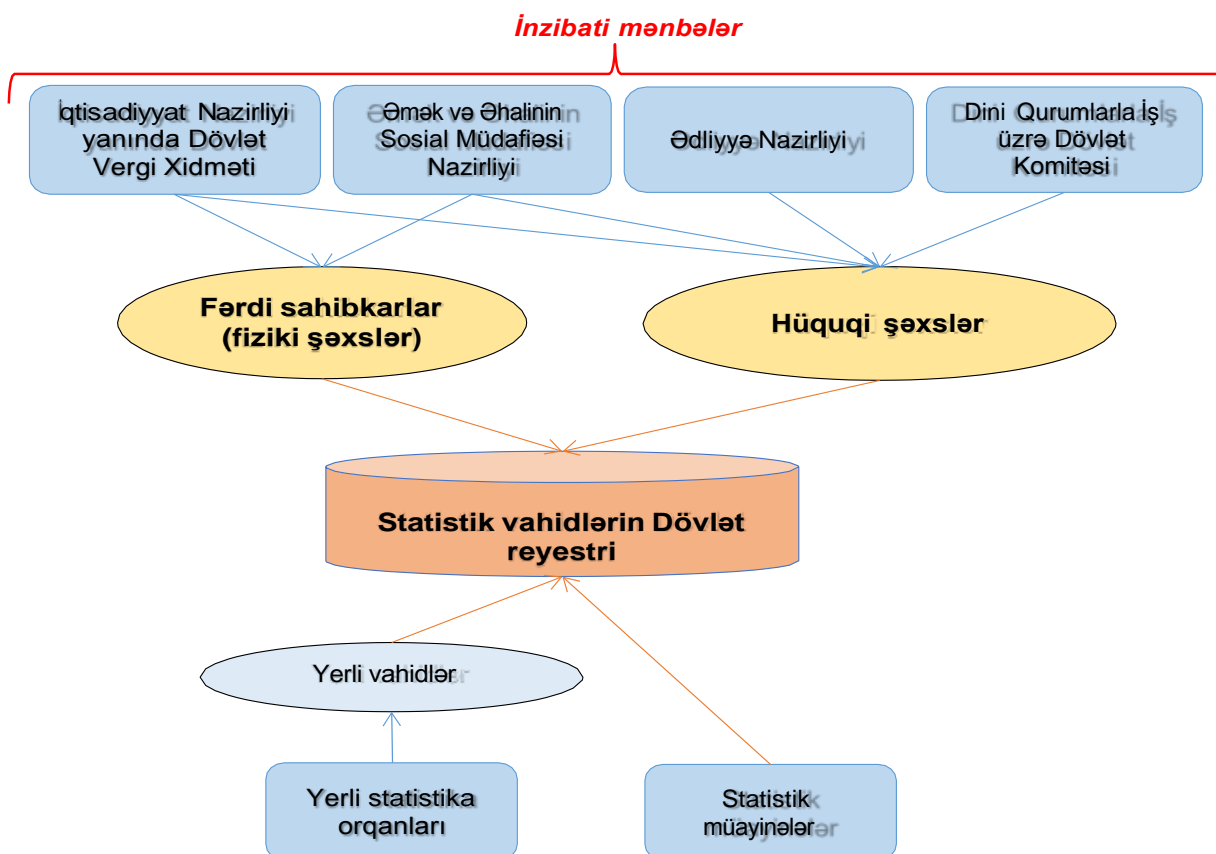 İnzibati mənbələr
İqtisadiyyat Nazirliyi
yanında Dövlət
Vergi Xidməti
Əmək və Əhalinin
Sosial Müdafiəsi
Nazirliyi
Ədliyyə Nazirliyi
Dini Qurumlarla İş
üzrə Dövlət
Komitəsi
Fərdi sahibkarlar
(fiziki şəxslər)
Hüquqi şəxslər
Statistik vahidlərin Dövlət
reyestri
Yerli vahidlər
Yerli statistika
orqanları
Statistik
müayinələr